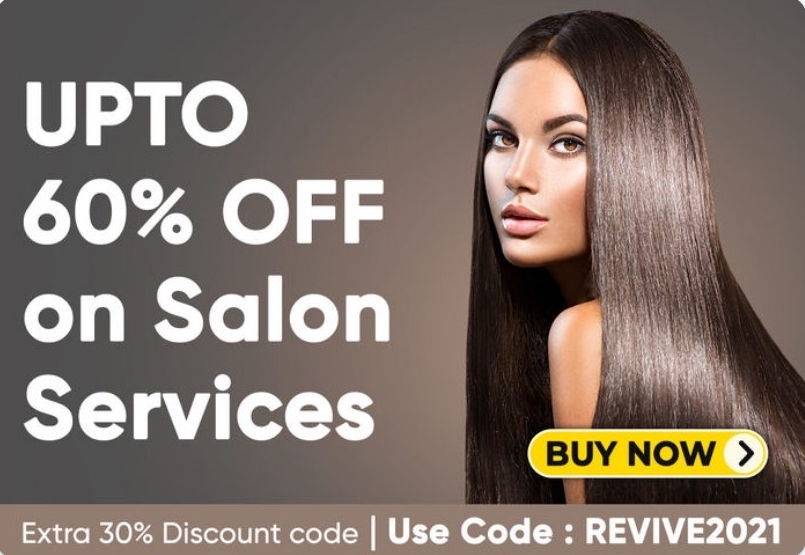 UPTO
60% OFF
on Salon
Services
BUY NOW
Extra 30% Discount code | Use Code : REVIVE2021